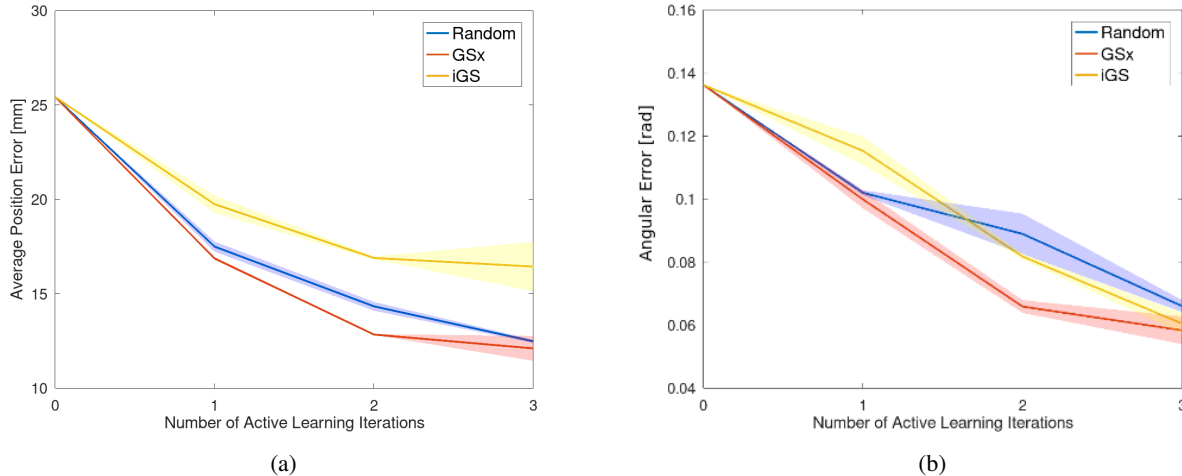 30
25
20
15
10
Average Position Error [mm]
0
1
2
3
Number of Active Learning Iterations
Random
GSx
iGS
(a)
0.16
0.14
0.12
0.1
0.08
0.06
0.04
Angular Error [rad]
0
1
2
3
Number of Active Learning Iterations
Random
GSx
iGS
(b)